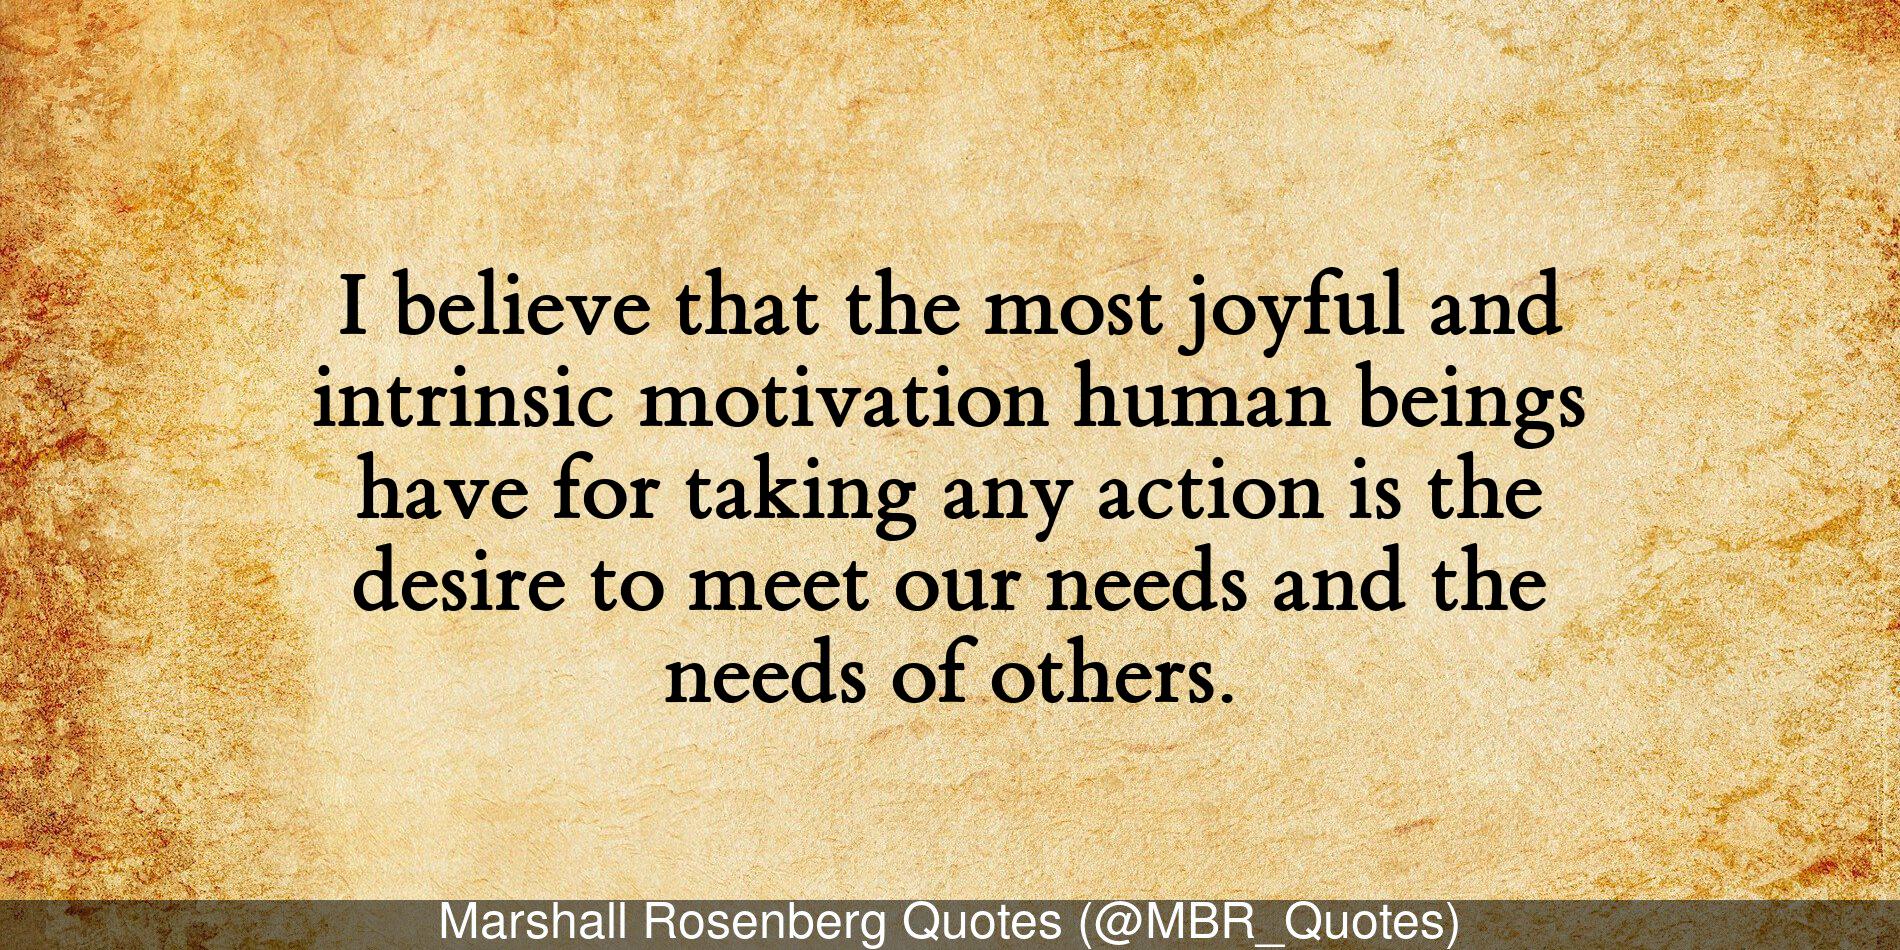 I believe that the most joyful and
intrinsic motivation human beings
have for taking any action is the
desire to meet our needs and the
needs of others.
Marshall Rosenberg Quotes (@MBR_Quotes)